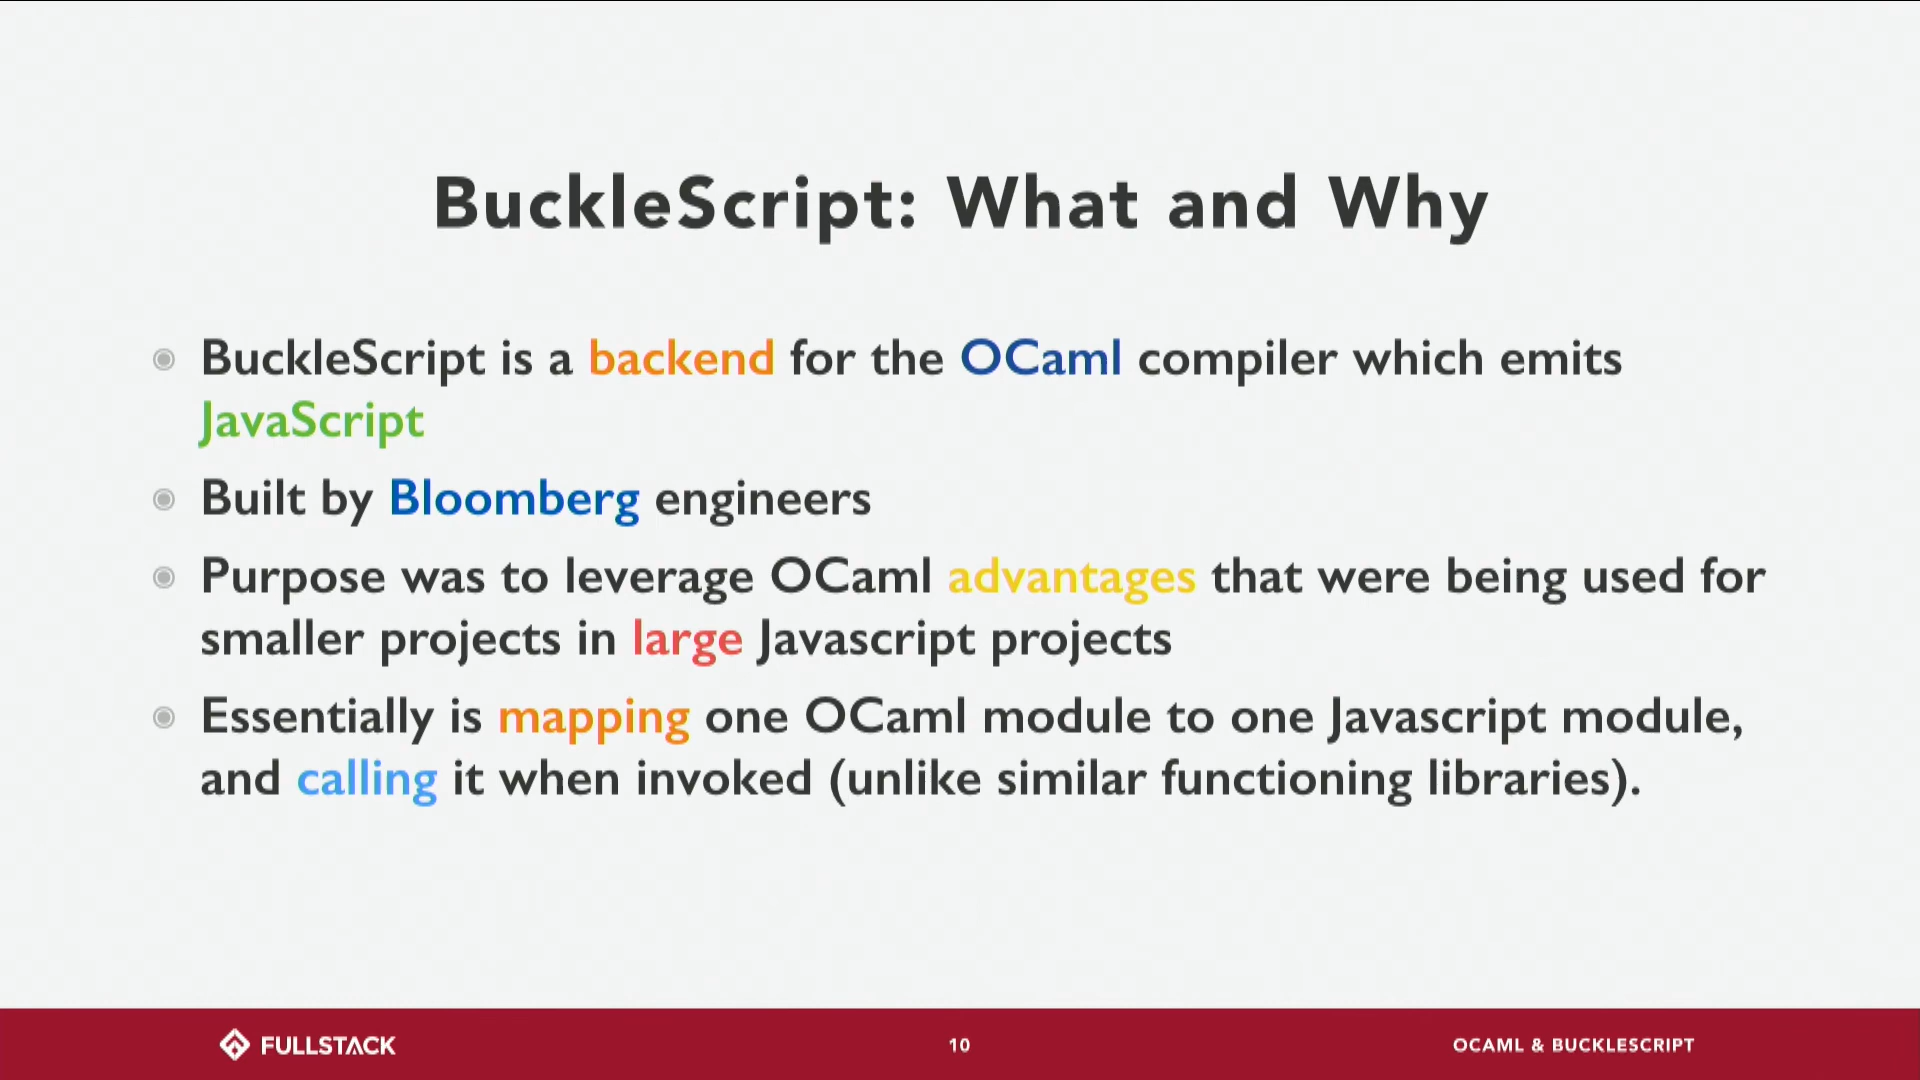 BuckleScript: What and Why
BuckleScript is a backend for the OCaml compiler which emits
JavaScript
Built by Bloomberg engineers
Purpose was to leverage OCaml advantages that were being used for
smaller projects in large Javascript projects
Essentially is mapping one OCaml module to one Javascript module,
and calling it when invoked (unlike similar functioning libraries).
FULLSTACK
10
OCAML & BUCKLESCRIPT